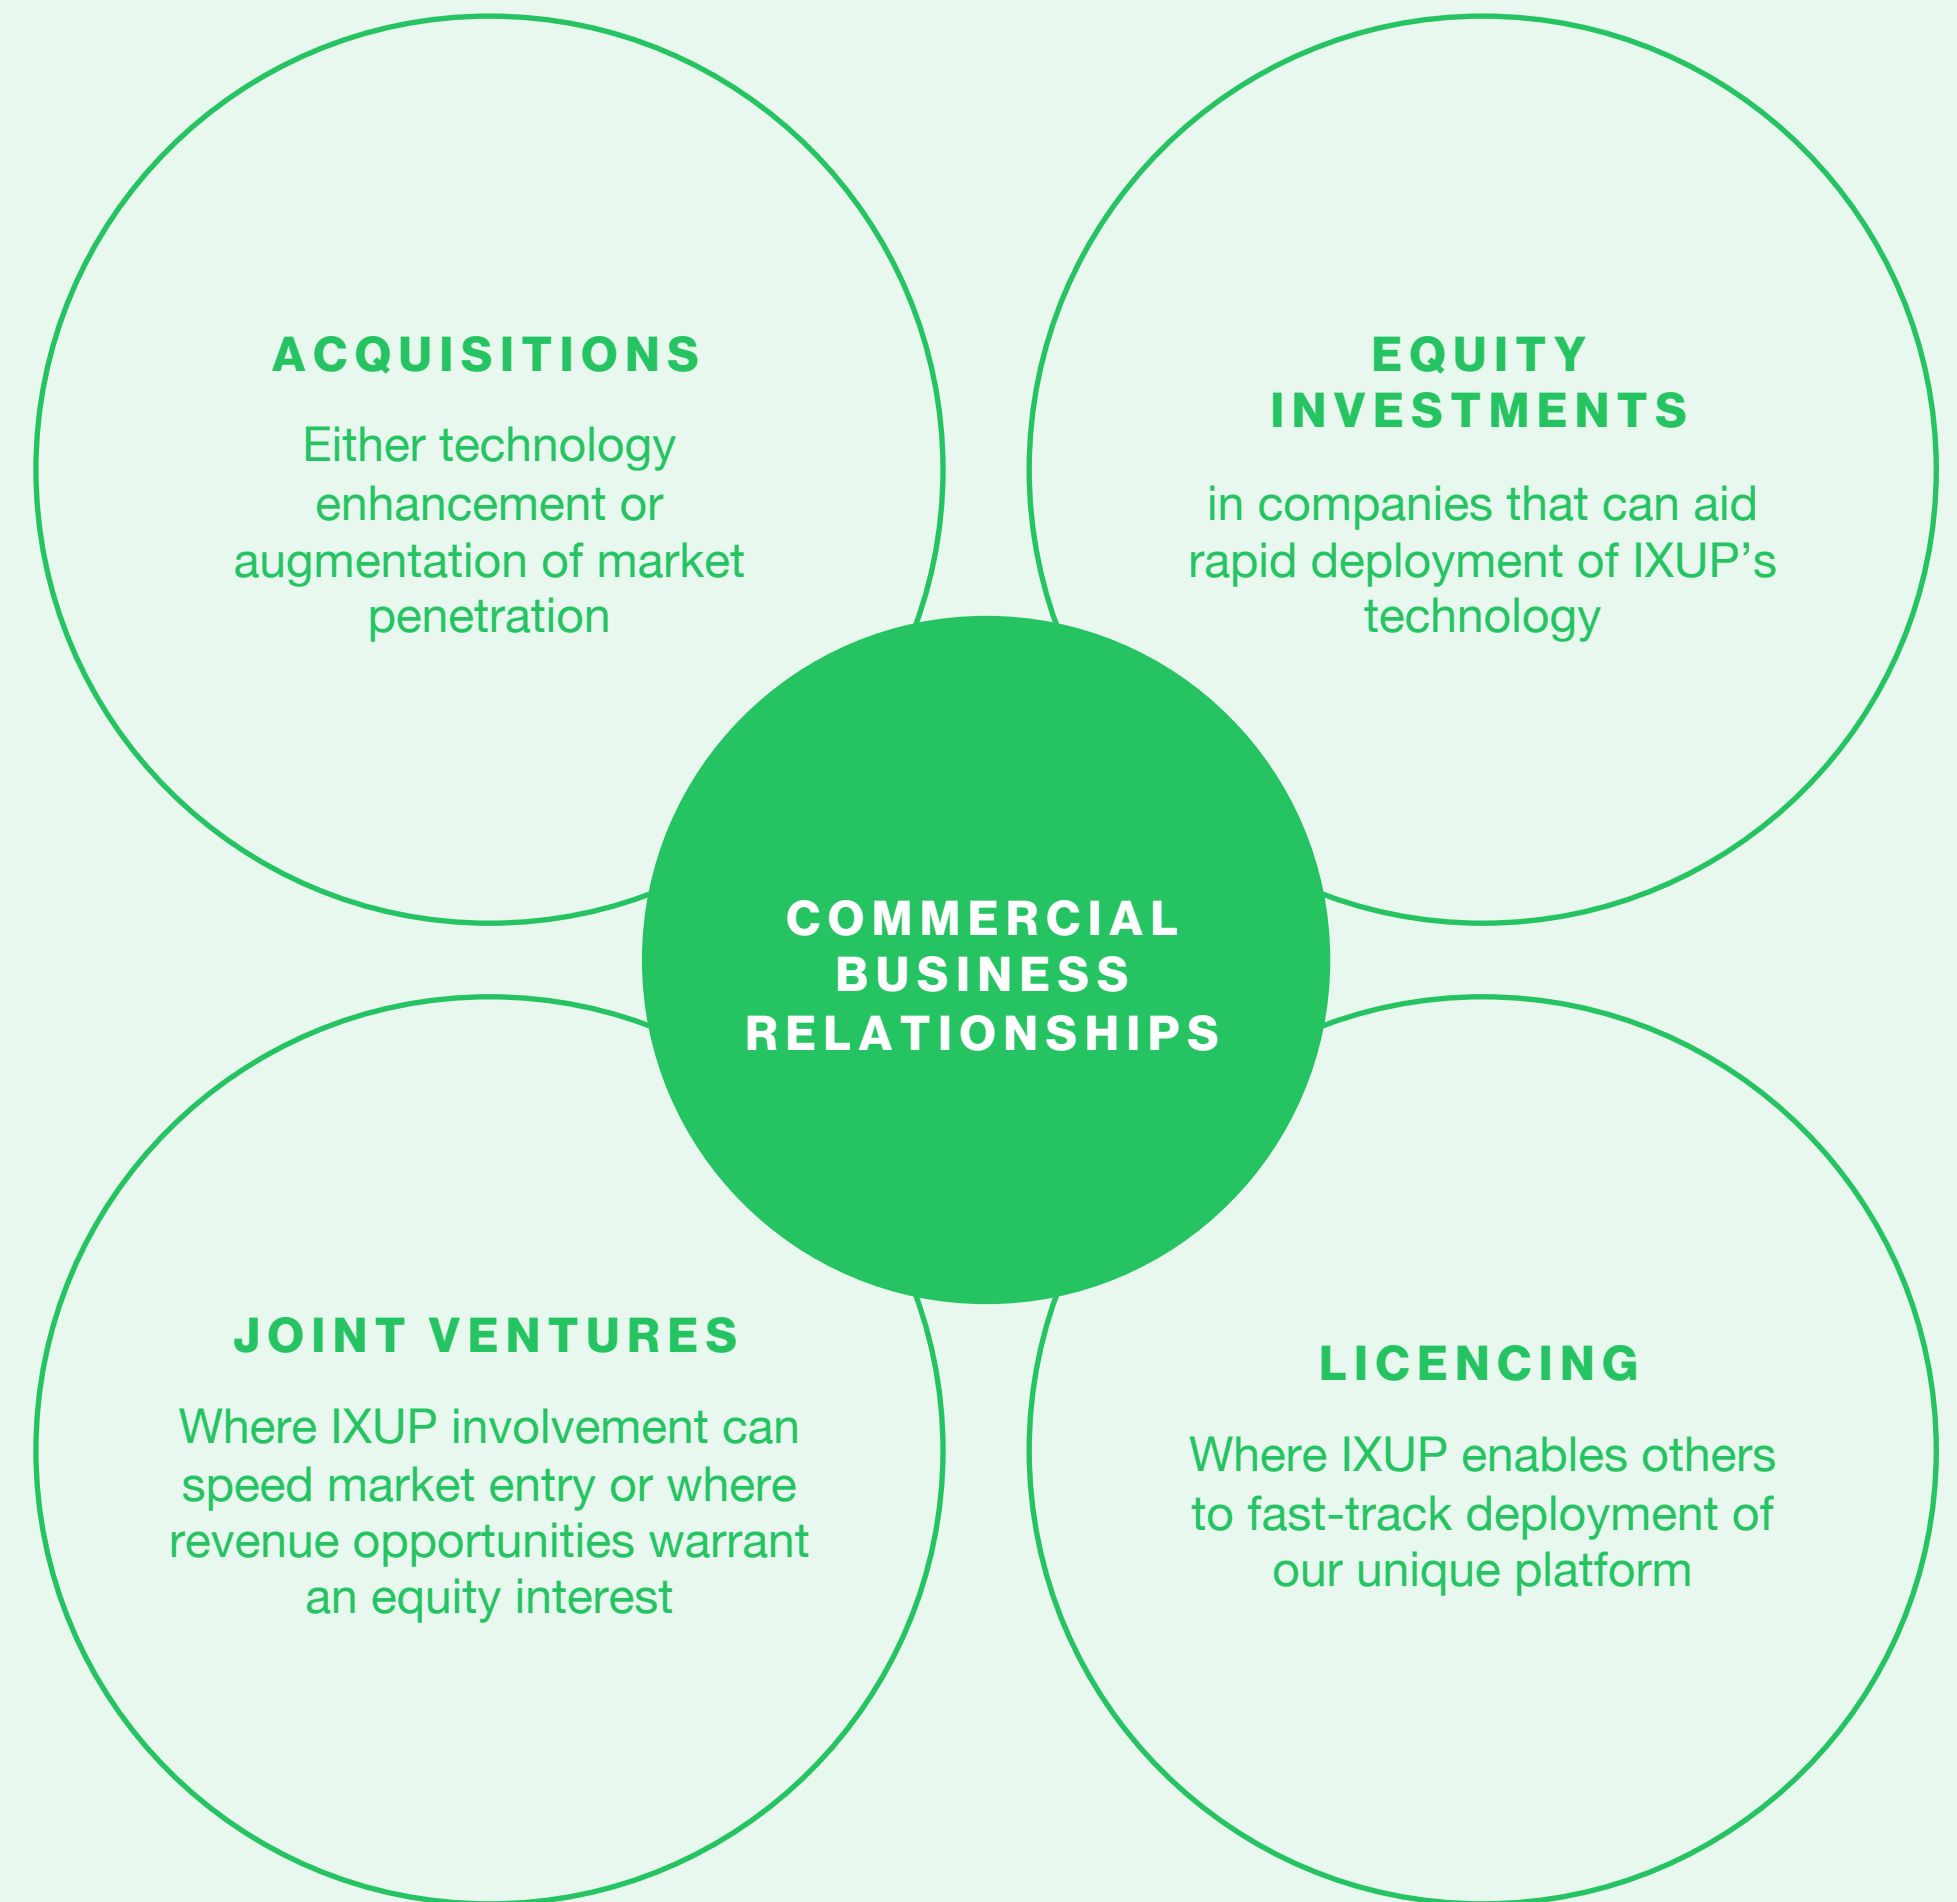 ACQUISITIONS
Either technology
enhancement or
augmentation of market
penetration
EQUITY
INVESTMENTS
in companies that can aid
rapid deployment of IXUP’s
technology
COMMERCIAL
BUSINESS
RELATIONSHIPS
JOINT VENTURES
Where IXUP involvement can
speed market entry or where
revenue opportunities warrant
an equity interest
LICENCING
Where IXUP enables others
to fast-track deployment of
our unique platform